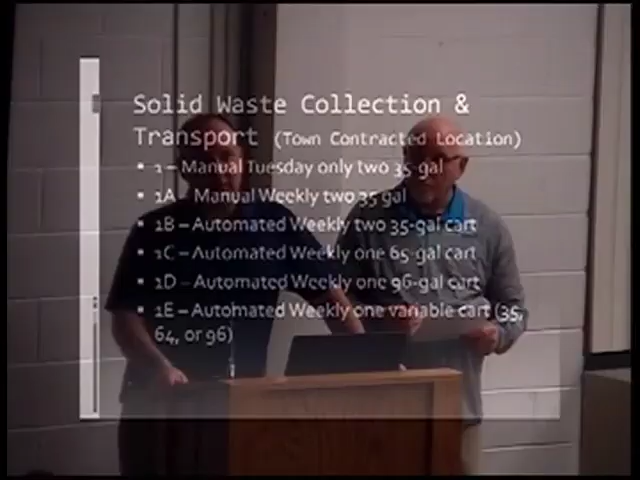 Solid Waste Collection &
Transport (Town Contracted Location)
▪ 1 – Manual Tuesday only two 35-gal
▪ 1A – Manual Weekly two 35 gal
▪ 1B – Automated Weekly two 35-gal cart
▪ 1C – Automated Weekly one 65-gal cart
▪ 1D – Automated Weekly one 96-gal cart
▪ 1E – Automated Weekly one variable cart (35,
64, or 96)